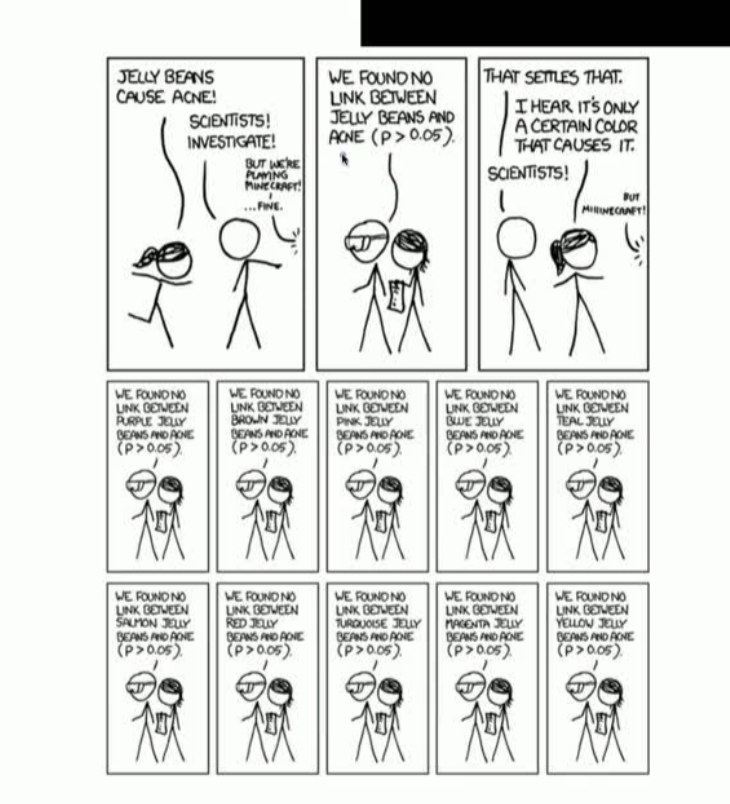 JELLY BEANS
CAUSE ACNE!
SCIENTISTS!
INVESTIGATE!
BUT WE'RE
PLAYING
MINECRAFT!
...FINE.
WE FOUND NO
LINK BETWEEN
JELLY BEANS AND
ACNE (P > 0.05).
THAT SETTLES THAT.
I HEAR IT'S ONLY
A CERTAIN COLOR
THAT CAUSES IT.
SCIENTISTS!
BUT
MIIIINECRAFT!
WE FOUND NO
LINK BETWEEN
PURPLE JELLY
BEANS AND ACNE
(P > 0.05).
WE FOUND NO
LINK BETWEEN
BROWN JELLY
BEANS AND ACNE
(P > 0.05).
WE FOUND NO
LINK BETWEEN
PINK JELLY
BEANS AND ACNE
(P > 0.05).
WE FOUND NO
LINK BETWEEN
BLUE JELLY
BEANS AND ACNE
(P > 0.05).
WE FOUND NO
LINK BETWEEN
TEAL JELLY
BEANS AND ACNE
(P > 0.05).
WE FOUND NO
LINK BETWEEN
SALMON JELLY
BEANS AND ACNE
(P > 0.05).
WE FOUND NO
LINK BETWEEN
RED JELLY
BEANS AND ACNE
(P > 0.05).
WE FOUND NO
LINK BETWEEN
TURQUOISE JELLY
BEANS AND ACNE
(P > 0.05).
WE FOUND NO
LINK BETWEEN
MAGENTA JELLY
BEANS AND ACNE
(P > 0.05).
WE FOUND NO
LINK BETWEEN
YELLOW JELLY
BEANS AND ACNE
(P > 0.05).